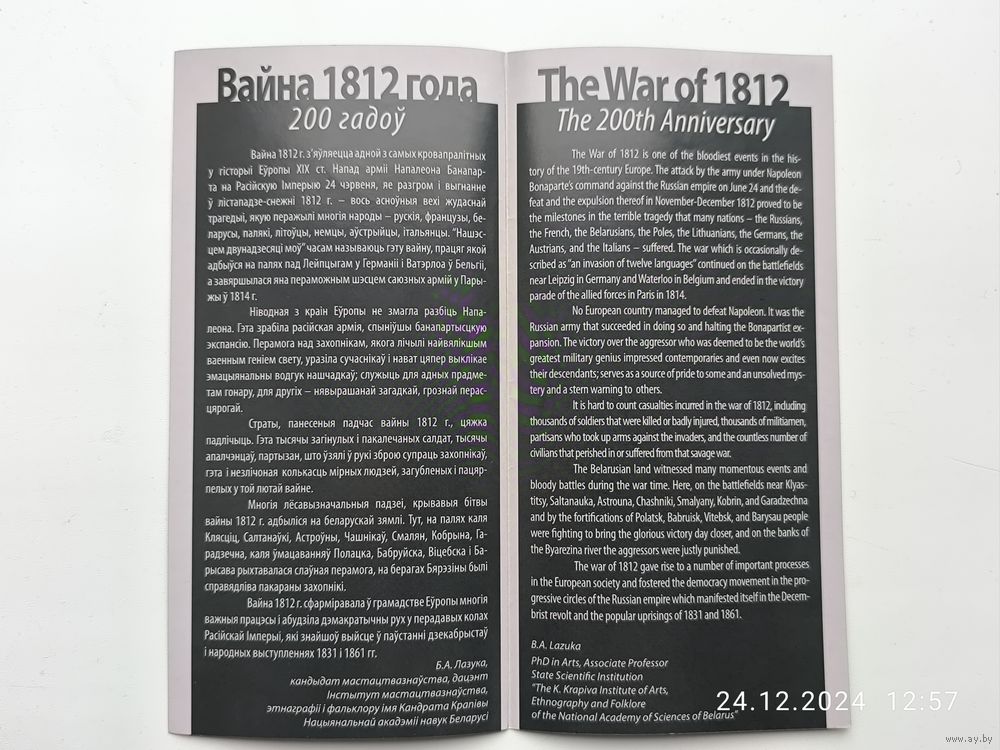 Вайна 1812 года
200 гадоў
Вайна 1812 г. з'яўляецца адной з самых кровапралітных
у гісторыі Еўропы XIX ст. Напад арміі Напалеона Банапар-
та на Расійскую Імперыю 24 чэрвеня, яе разгром і выгнанне
ў лістападзе-снежні 1812 г. – вось асноўныя вехі жудаснай
трагедыі, якую перажылі многія народы – рускія, французы, бе-
ларусы, палякі, літоўцы, немцы, аўстрыйцы, італьянцы. "Нашэс-
цем двунадзесяці моў" часам называюць гэту вайну, працяг якой
адбыўся на палях пад Лейпцыгам у Германіі і Ватэрлоа ў Бельгіі,
а завяршылася яна пераможным шэсцем саюзных армій у Пары-
жы ў 1814 г.
Ніводная з краін Еўропы не змагла разбіць Напа-
леона. Гэта зрабіла расійская армія, спыніўшы банапартысцкую
экспансію. Перамога над захопнікам, якога лічылі найвялікшым
ваенным геніем свету, уразіла сучаснікаў і нават цяпер выклікае
эмацыянальны водгук нашчадкаў; служыць для адных прадме-
там гонару, для другіх – нявырашанай загадкай, грознай перас-
цярогай.
Страты, панесеныя падчас вайны 1812 г., цяжка
падлічыць. Гэта тысячы загінулых і пакалечаных салдат, тысячы
апалчэнцаў, партызан, што ўзялі ў рукі зброю супраць захопнікаў,
гэта і незлічоная колькасць мірных людзей, загубленых і пацяр-
пелых у той лютай вайне.
Многія лёсавызначальныя падзеі, крывавыя бітвы
вайны 1812 г. адбыліся на беларускай зямлі. Тут, на палях каля
Клясціц, Салтанаўкі, Астроўны, Чашнікаў, Смалян, Кобрына, Га-
радзечна, каля ўмацаванняў Полацка, Бабруйска, Віцебска і Ба-
рысава рыхтавалася слаўная перамога, на берагах Бярэзіны былі
справядліва пакараны захопнікі.
Вайна 1812 г. сфарміравала ў грамадстве Еўропы многія
важныя працэсы і абудзіла дэмакратычны рух у перадавых колах
Расійскай Імперыі, які знайшоў выйсце ў паўстанні дзекабрыстаў
і народных выступленнях 1831 і 1861 гг.
Б.А. Лазука,
кандыдат мастацтвазнаўства, дацэнт
Інстытут мастацтвазнаўства,
этнаграфіі і фальклору імя Кандрата Крапівы
Нацыянальнай акадэміі навук Беларусі
The War of 1812
The 200th Anniversary
The War of 1812 is one of the bloodiest events in the his-
tory of the 19th-century Europe. The attack by the army under Napoleon
Bonaparte's command against the Russian empire on June 24 and the de-
feat and the expulsion thereof in November-December 1812 proved to be
the milestones in the terrible tragedy that many nations – the Russians,
the French, the Belarusians, the Poles, the Lithuanians, the Germans, the
Austrians, and the Italians – suffered. The war which is occasionally de-
scribed as "an invasion of twelve languages" continued on the battlefields
near Leipzig in Germany and Waterloo in Belgium and ended in the victory
parade of the allied forces in Paris in 1814.
No European country managed to defeat Napoleon. It was the
Russian army that succeeded in doing so and halting the Bonapartist ex-
pansion. The victory over the aggressor who was deemed to be the world's
greatest military genius impressed contemporaries and even now excites
their descendants; serves as a source of pride to some and an unsolved mys-
tery and a stern warning to others.
It is hard to count casualties incurred in the war of 1812, including
thousands of soldiers that were killed or badly injured, thousands of militiamen,
partisans who took up arms against the invaders, and the countless number of
civilians that perished in or suffered from that savage war.
The Belarusian land witnessed many momentous events and
bloody battles during the war time. Here, on the battlefields near Klyas-
titsy, Saltanauka, Astrouna, Chashniki, Smalyany, Kobrin, and Garadzechna
and by the fortifications of Polatsk, Babruisk, Vitebsk, and Barysau people
were fighting to bring the glorious victory day closer, and on the banks of
the Byarezina river the aggressors were justly punished.
The war of 1812 gave rise to a number of important processes
in the European society and fostered the democracy movement in the pro-
gressive circles of the Russian empire which manifested itself in the Decem-
brist revolt and the popular uprisings of 1831 and 1861.
B.A. Lazuka
PhD in Arts, Associate Professor
State Scientific Institution
"The K. Krapiva Institute of Arts,
Ethnography and Folklore
of the National Academy of Sciences of Belarus"
24.12.2024 12:57
www.ay.by